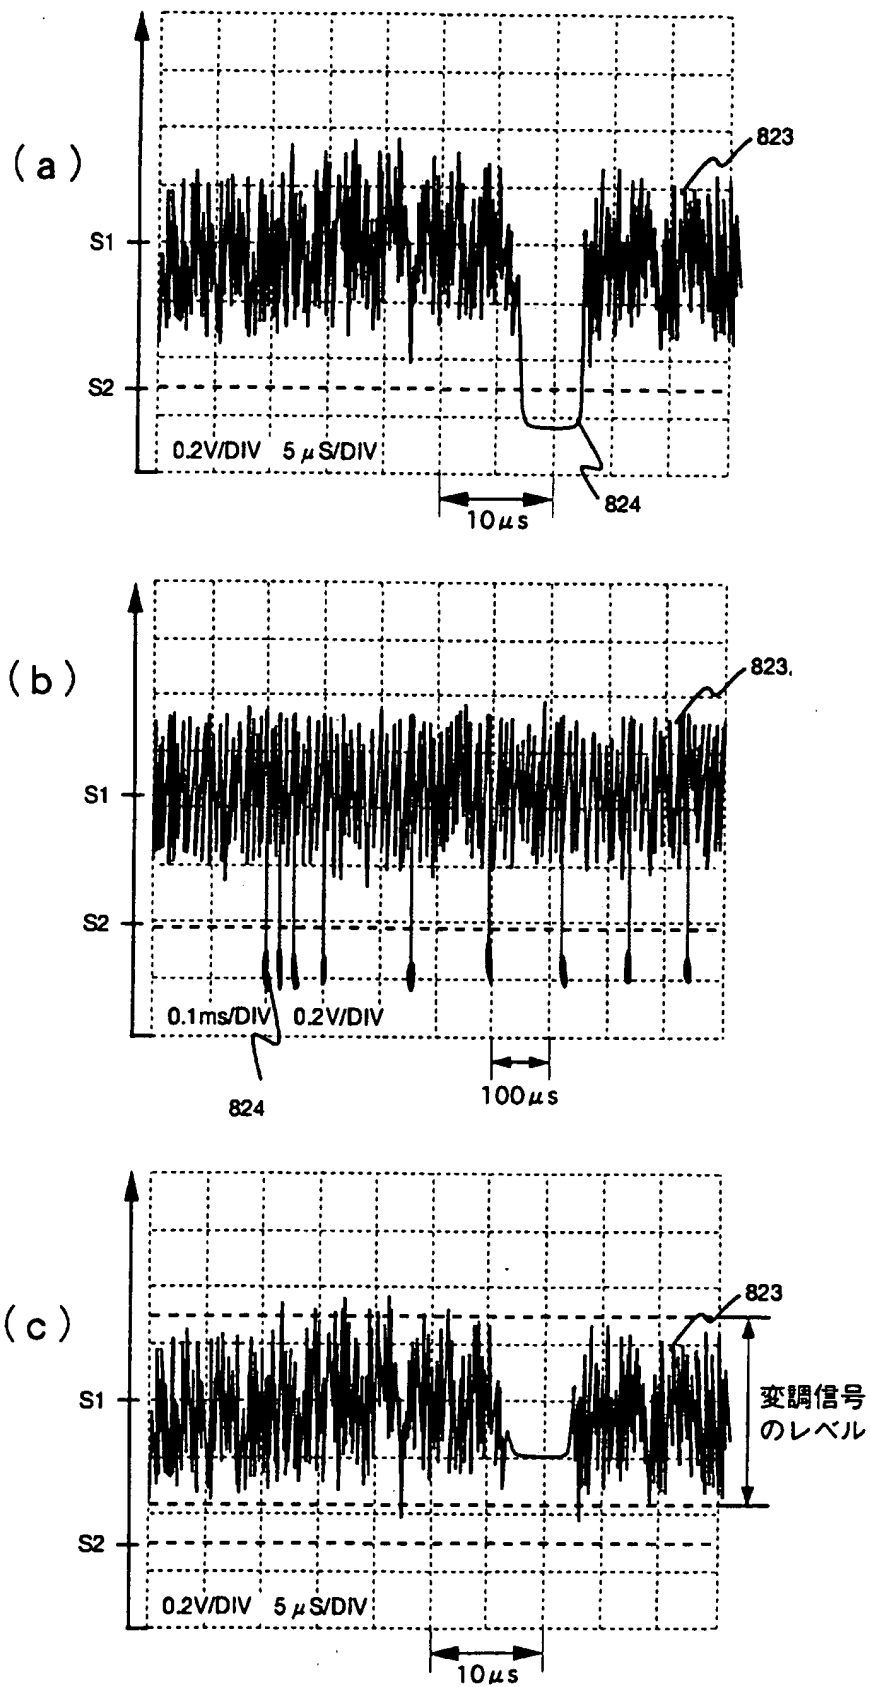 (a)
823
S1
S2
0.2V/DIV 5μS/DIV
824
10μs
(b)
823.
S1
S2
0.1ms/DIV 0.2V/DIV
824
100μs
(c)
823
S1
変調信号
のレベル
S2
0.2V/DIV 5μS/DIV
10μs